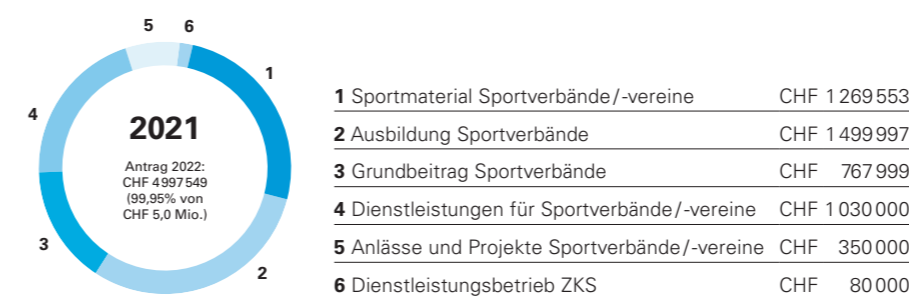 5
6
1
4
2021
Antrag 2022:
CHF 4 997 549
(99,95% von
CHF 5,0 Mio.)
3
2
1 Sportmaterial Sportverbände/-vereine CHF 1 269 553
2 Ausbildung Sportverbände CHF 1 499 997
3 Grundbeitrag Sportverbände CHF 767 999
4 Dienstleistungen für Sportverbände/-vereine CHF 1 030 000
5 Anlässe und Projekte Sportverbände/-vereine CHF 350 000
6 Dienstleistungsbetrieb ZKS CHF 80 000